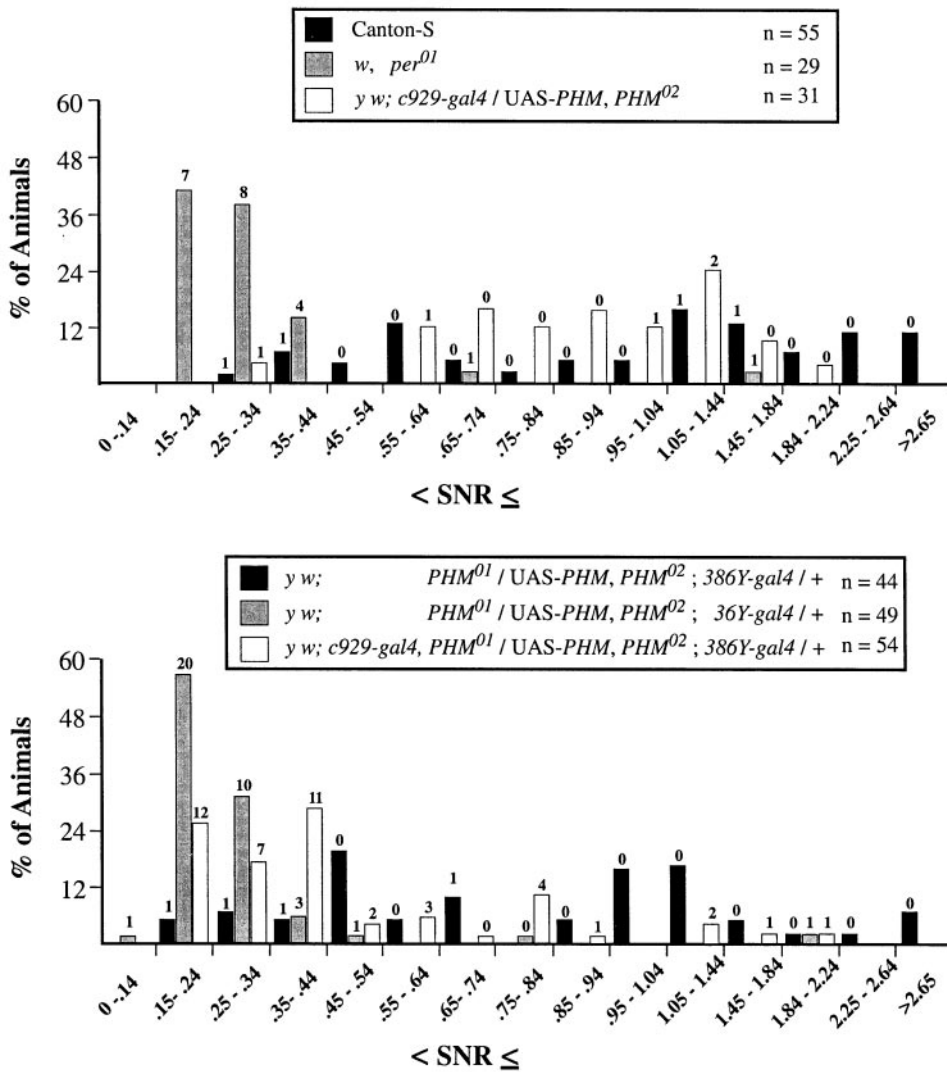 Canton-S n = 55
w, per01 n = 29
y w; c929-gal4 / UAS-PHM, PHM02 n = 31
60
48
36
24
12
% of Animals
7
8
4
1
1
1
0
0
1
0
1
0
0
0
0
0
0
1
1
2
1
1
0
0
0
0
0
0-.14
.15- .24
.25 - .34
.35- .44
.45 - .54
.55 - .64
.65- .74
.75- .84
.85 - .94
.95 - 1.04
1.05 - 1.44
1.45 - 1.84
1.84 - 2.24
2.25 - 2.64
>2.65
< SNR ≤
y w; PHM01 / UAS-PHM, PHM02 ; 386Y-gal4 / + n = 44
y w; PHM01 / UAS-PHM, PHM02 ; 36Y-gal4 / + n = 49
y w; c929-gal4, PHM01 / UAS-PHM, PHM02 ; 386Y-gal4 / + n = 54
60
48
36
24
12
% of Animals
1
1
20
12
1
10
7
1
3
11
0
1
2
0
3
1
0
0
4
0
1
0
0
2
0
1
0
1
1
0
0
0-.14
.15- .24
.25 - .34
.35- .44
.45 - .54
.55 - .64
.65- .74
.75- .84
.85 - .94
.95 - 1.04
1.05 - 1.44
1.45 - 1.84
1.84 - 2.24
2.25 - 2.64
>2.65
< SNR ≤